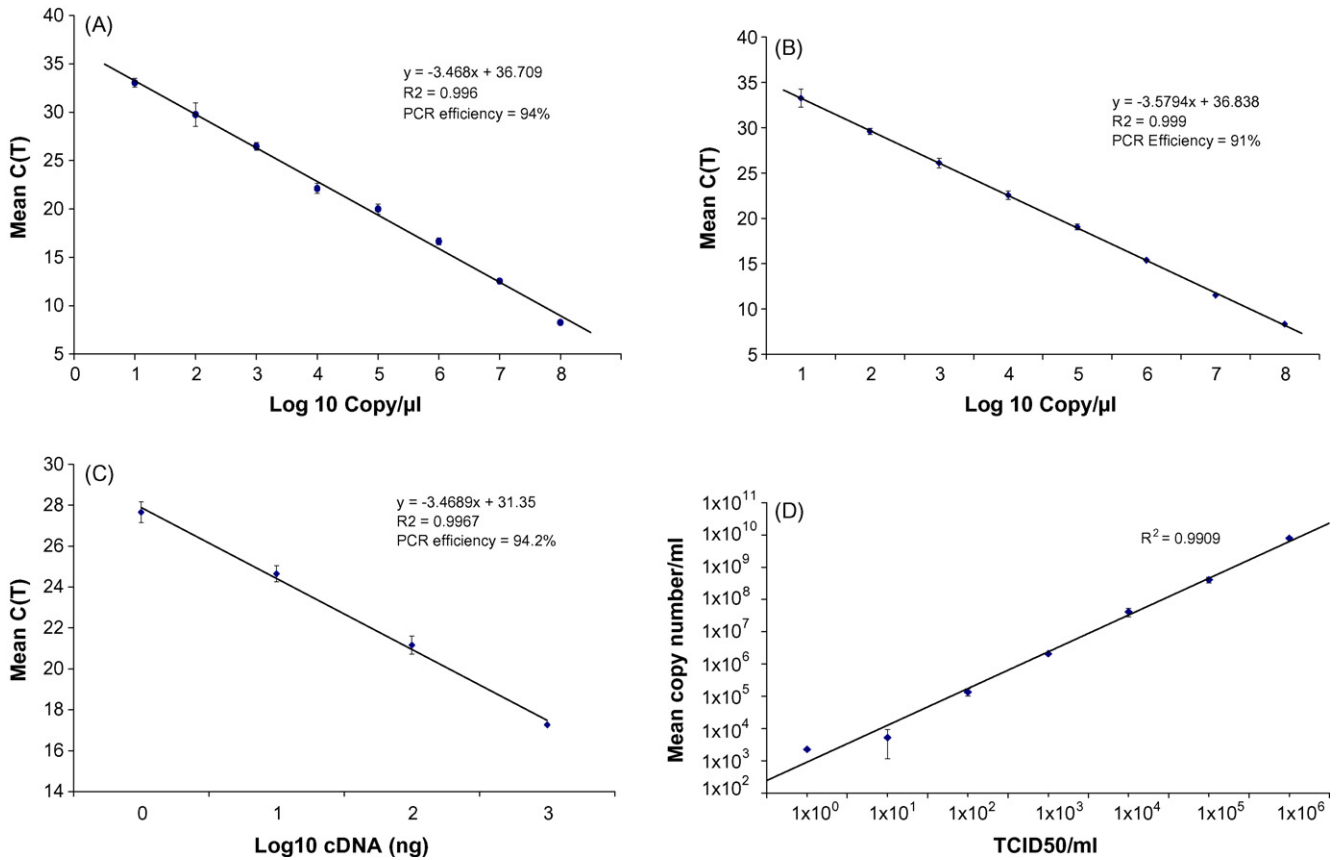 (A)
y = -3.468x + 36.709
R2 = 0.996
PCR efficiency = 94%
Mean C(T)
40
35
30
25
20
15
10
5
0 1 2 3 4 5 6 7 8
Log 10 Copy/µl
(B)
y = -3.5794x + 36.838
R2 = 0.999
PCR Efficiency = 91%
Mean C(T)
40
35
30
25
20
15
10
5
1 2 3 4 5 6 7 8
Log 10 Copy/µl
(C)
y = -3.4689x + 31.35
R2 = 0.9967
PCR efficiency = 94.2%
Mean C(T)
30
28
26
24
22
20
18
16
14
0 1 2 3
Log10 cDNA (ng)
(D)
R² = 0.9909
Mean copy number/ml
1x10¹¹
1x10¹⁰
1x10⁹
1x10⁸
1x10⁷
1x10⁶
1x10⁵
1x10⁴
1x10³
1x10²
1x10⁰ 1x10¹ 1x10² 1x10³ 1x10⁴ 1x10⁵ 1x10⁶
TCID50/ml